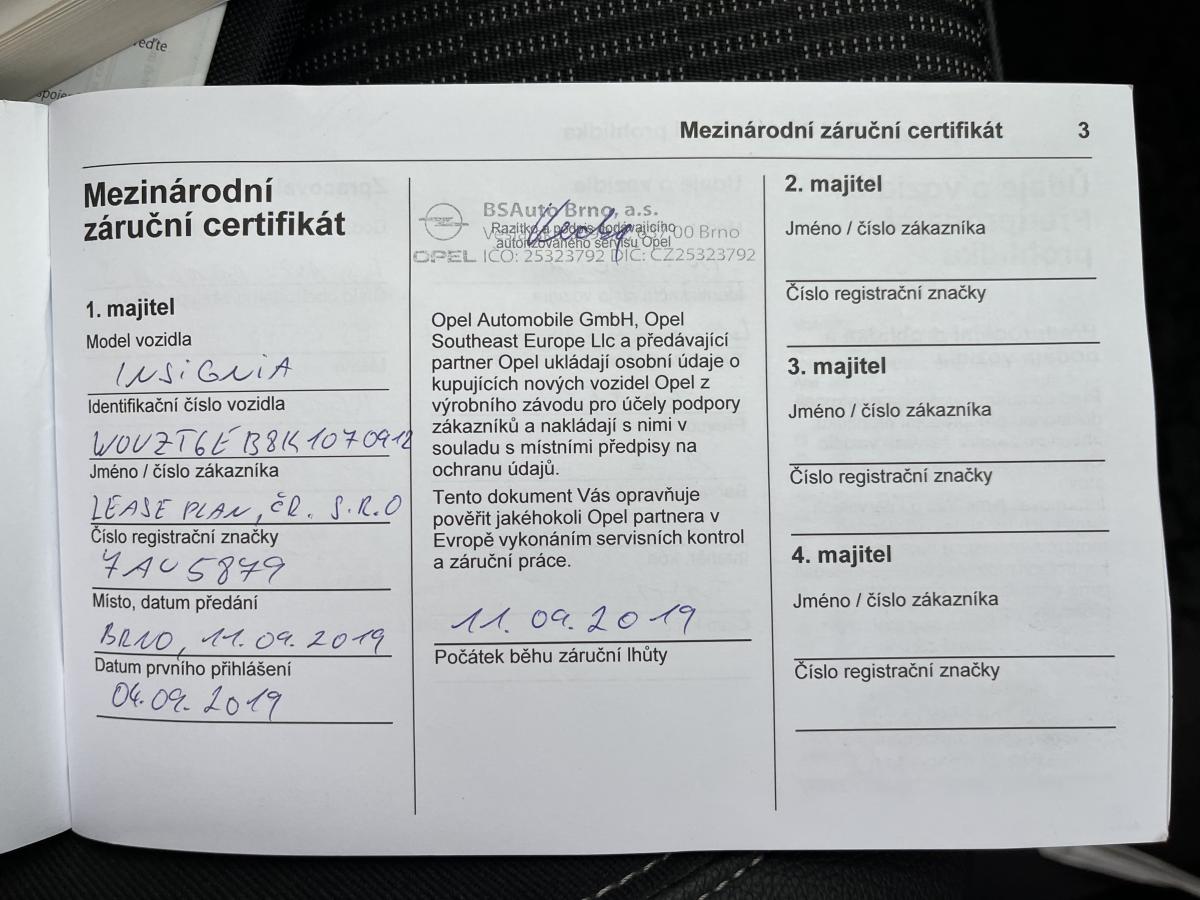 veďte
spoje
Mezinárodní záruční certifikát 3
Mezinárodní
záruční certifikát
1. majitel
Model vozidla
INSIGNIA
Identifikační číslo vozidla
W0VZT6EB8K1070912
Jméno / číslo zákazníka
LEASE PLAN, ČR. S.R.O
Číslo registrační značky
7AU5879
Místo, datum předání
BRNO, 11.09.2019
Datum prvního přihlášení
04.09.2019
BSAuto Brno, a.s.
637 00 Brno
Razítko a podpis dodávajícího
autorizovaného servisu Opel
OPEL IČO: 25323792 DIČ: CZ25323792
Opel Automobile GmbH, Opel
Southeast Europe Llc a předávající
partner Opel ukládají osobní údaje o
kupujících nových vozidel Opel z
výrobního závodu pro účely podpory
zákazníků a nakládají s nimi v
souladu s místními předpisy na
ochranu údajů.
Tento dokument Vás opravňuje
pověřit jakéhokoli Opel partnera v
Evropě vykonáním servisních kontrol
a záruční práce.
11.09.2019
Počátek běhu záruční lhůty
2. majitel
Jméno / číslo zákazníka
Číslo registrační značky
3. majitel
Jméno / číslo zákazníka
Číslo registrační značky
4. majitel
Jméno / číslo zákazníka
Číslo registrační značky